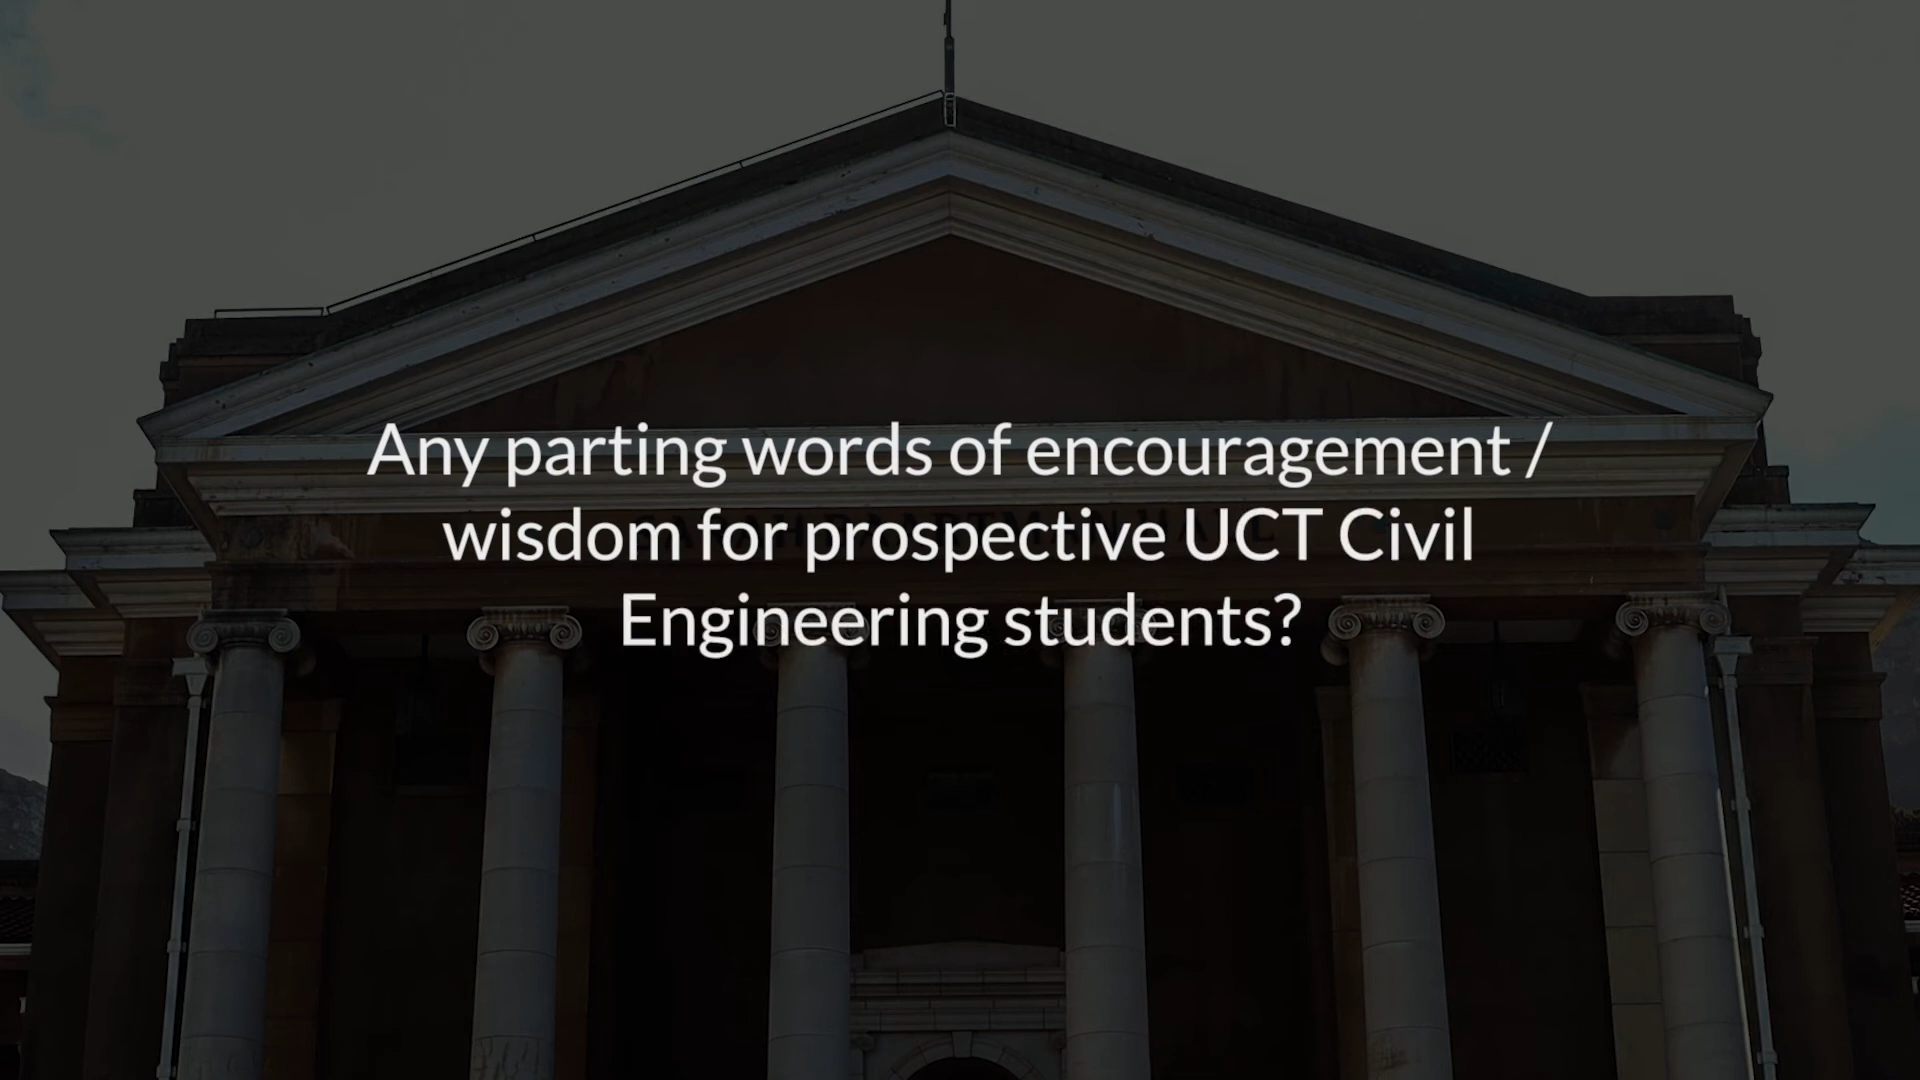 Any parting words of encouragement /
wisdom for prospective UCT Civil
Engineering students?